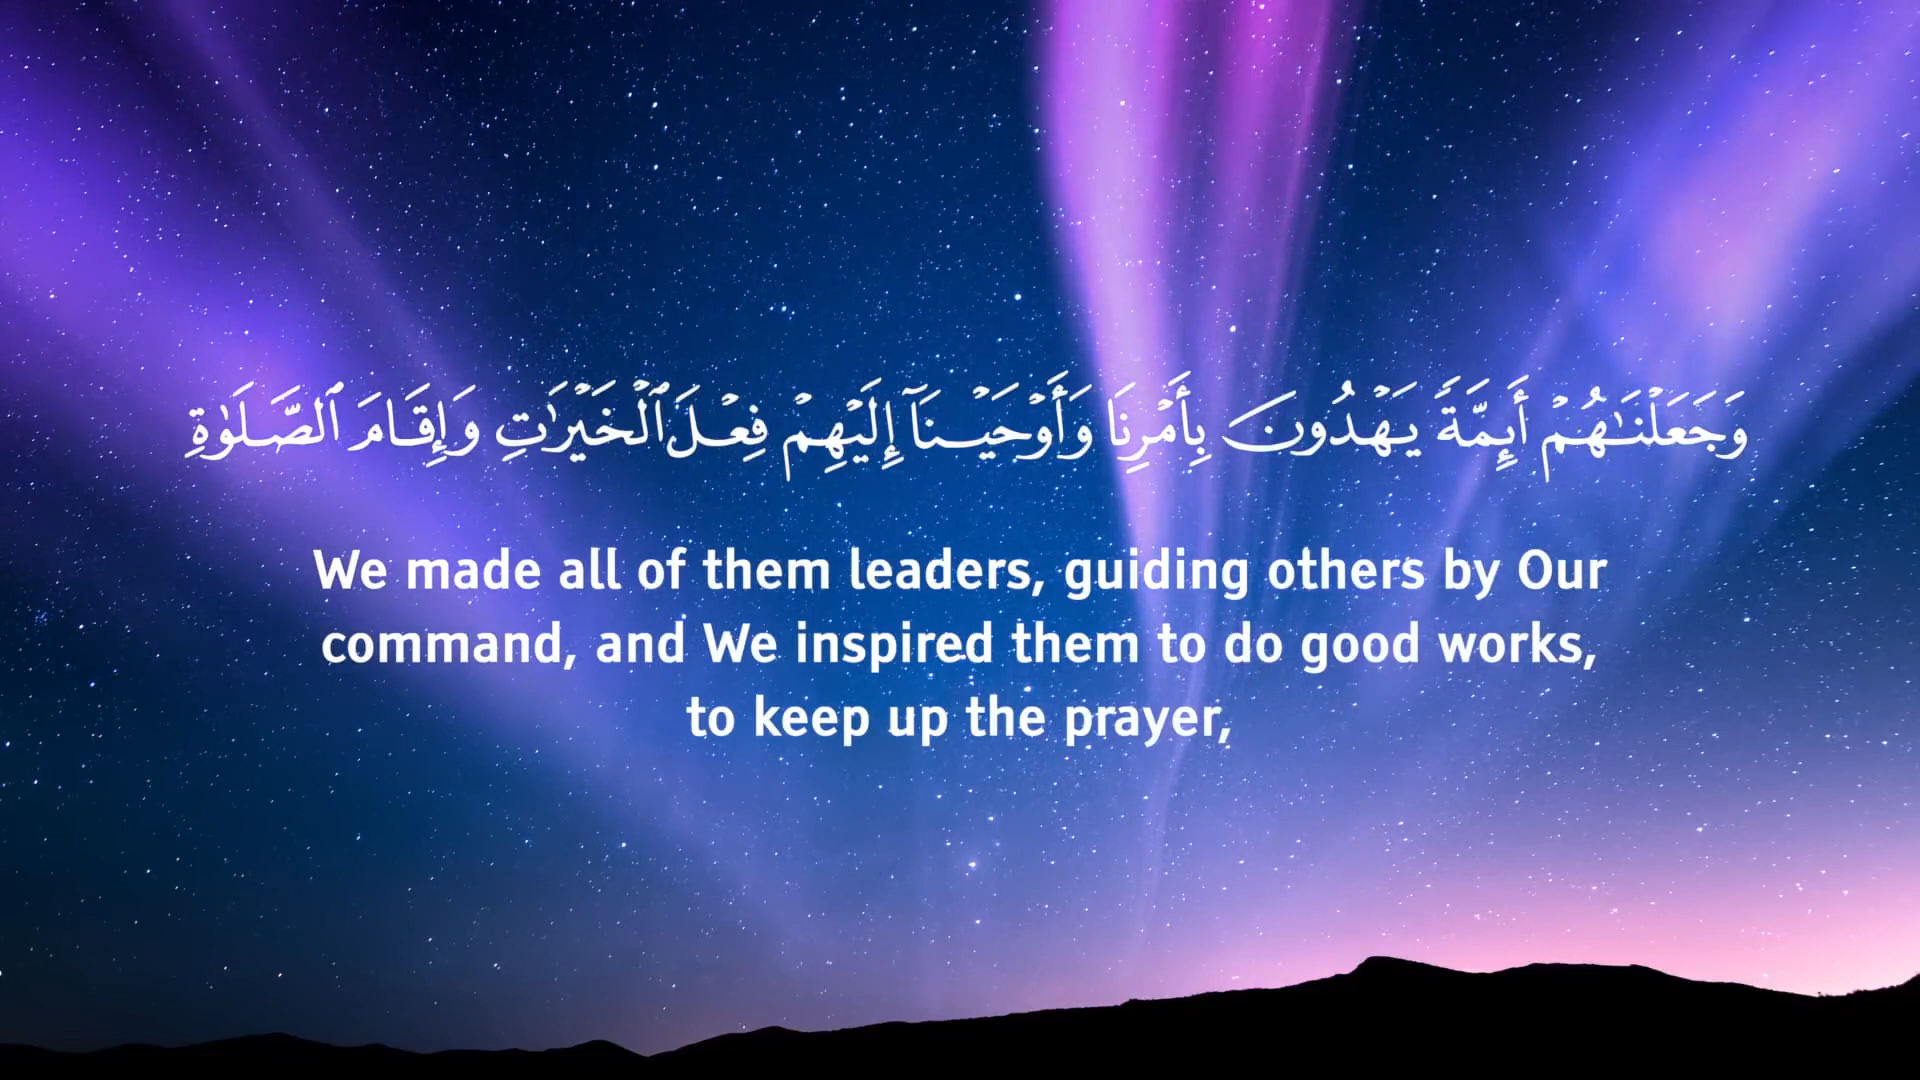 وَجَعَلْنَـٰهُمْ أَئِمَّةً يَهْدُونَ بِأَمْرِنَا وَأَوْحَيْنَآ إِلَيْهِمْ فِعْلَ ٱلْخَيْرَٰتِ وَإِقَامَ ٱلصَّلَوٰةِ
We made all of them leaders, guiding others by Our
command, and We inspired them to do good works,
to keep up the prayer,